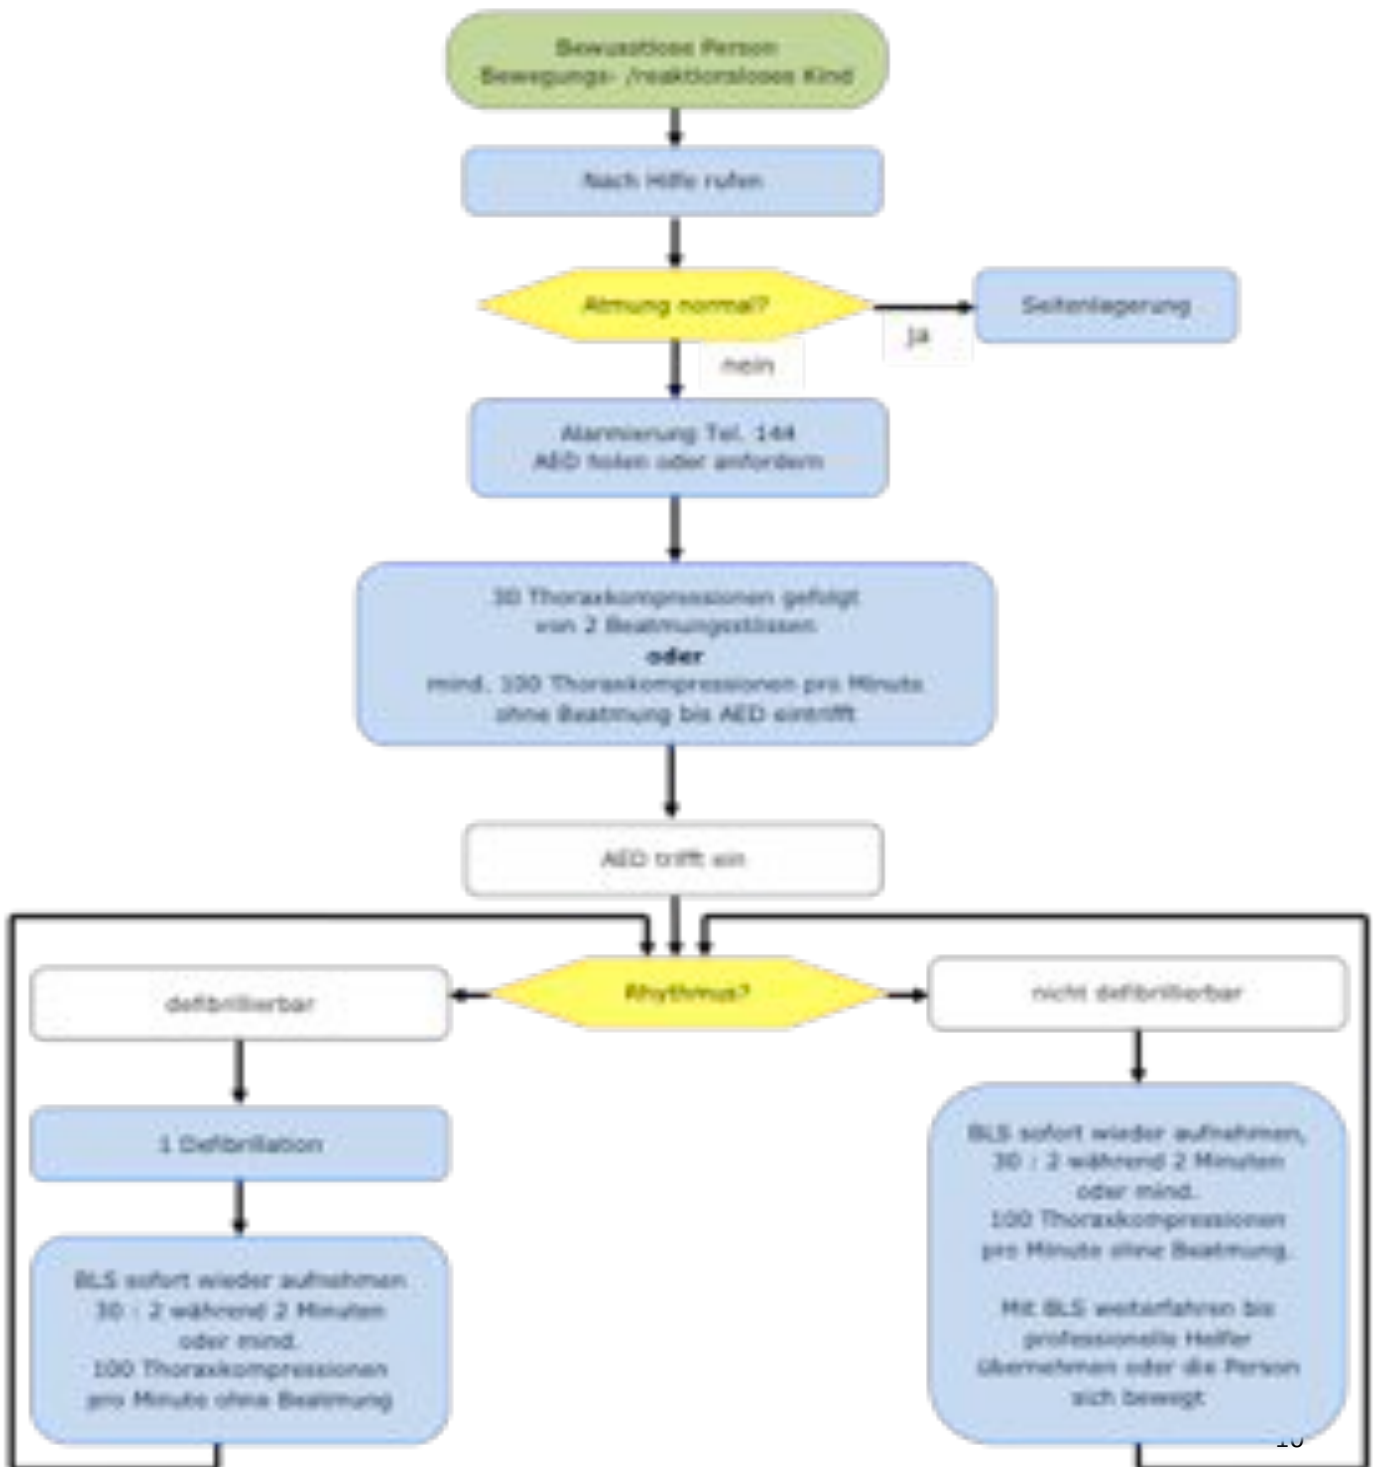 Bewusstlose Person
Bewegungs- /reaktionsloses Kind
Nach Hilfe rufen
Atmung normal?
ja
Seitenlagerung
nein
Alarmierung Tel. 144
AED holen oder anfordern
30 Thoraxkompressionen gefolgt
von 2 Beatmungsstössen
oder
mind. 100 Thoraxkompressionen pro Minute
ohne Beatmung bis AED eintrifft
AED trifft ein
Rhythmus?
defibrillierbar
1 Defibrillation
BLS sofort wieder aufnehmen
30 : 2 während 2 Minuten
oder mind.
100 Thoraxkompressionen
pro Minute ohne Beatmung
nicht defibrillierbar
BLS sofort wieder aufnehmen,
30 : 2 während 2 Minuten
oder mind.
100 Thoraxkompressionen
pro Minute ohne Beatmung.
Mit BLS weiterfahren bis
professionelle Helfer
übernehmen oder die Person
sich bewegt